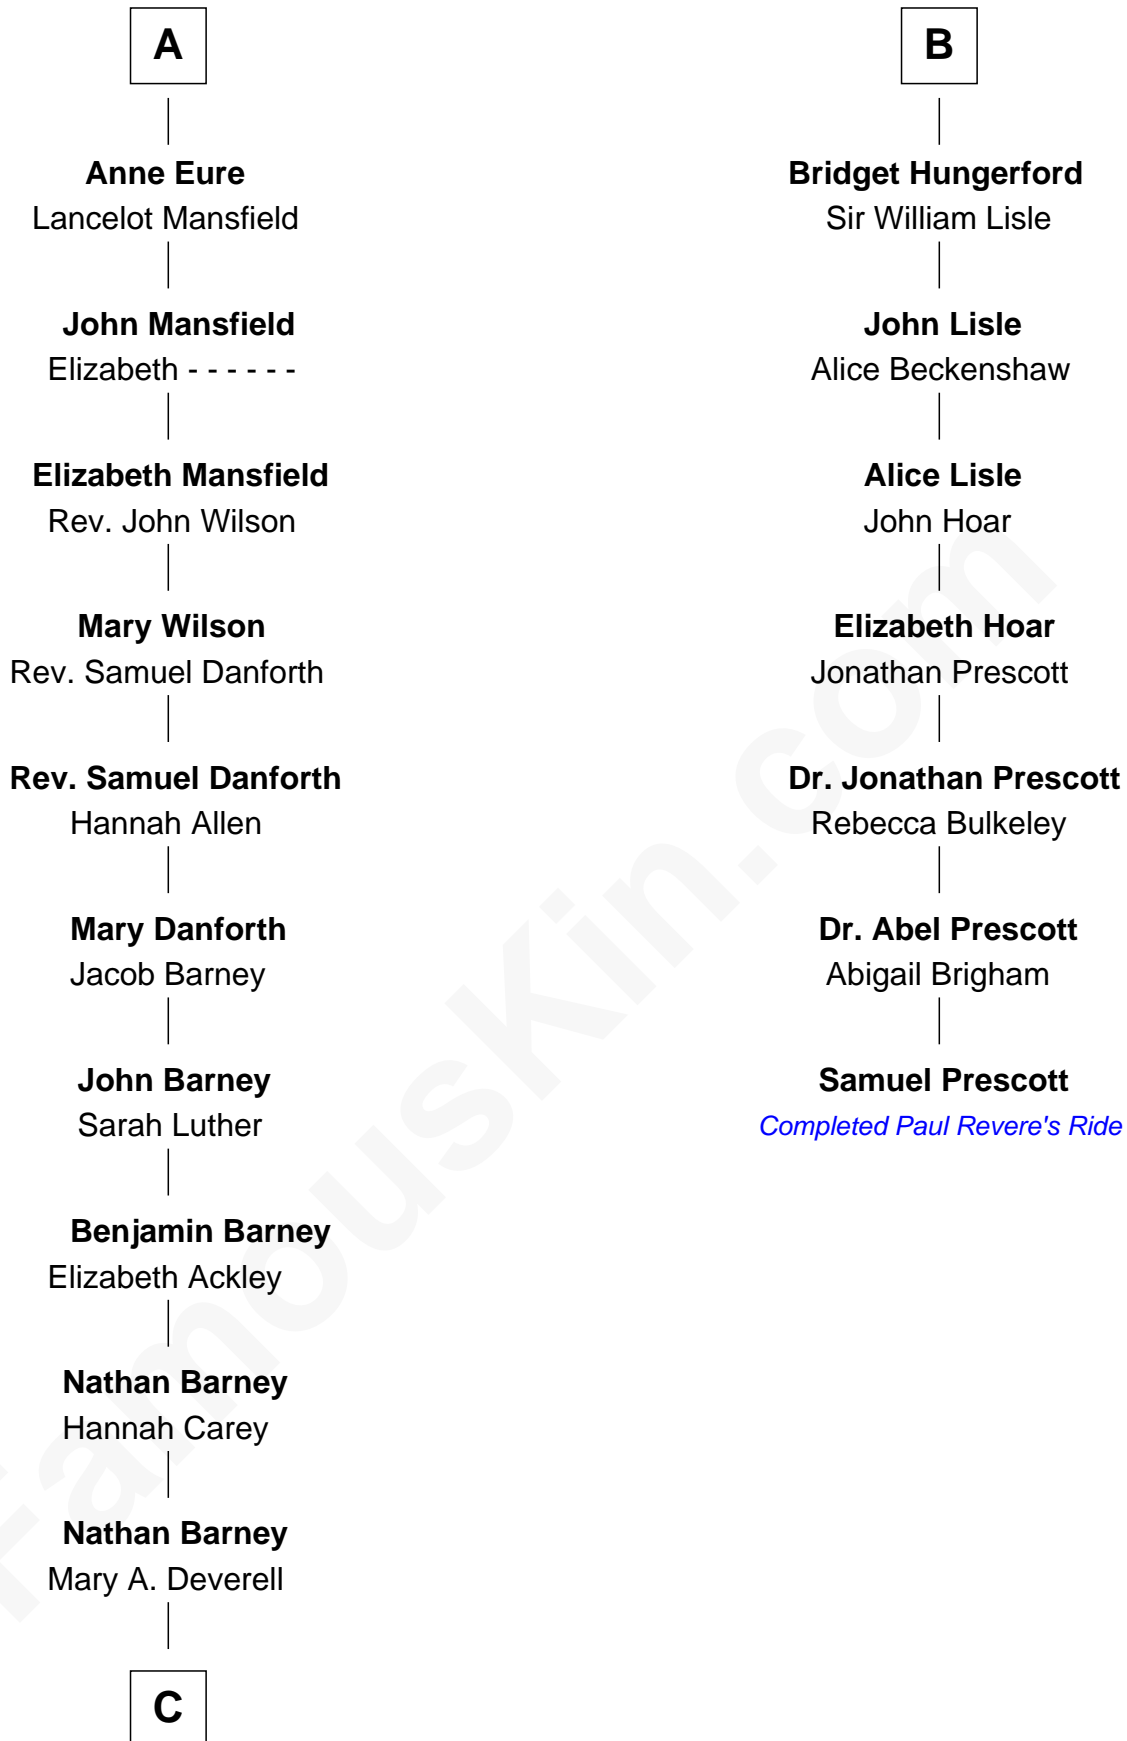 A
Anne Eure
Lancelot Mansfield
John Mansfield
Elizabeth - - - - - -
Elizabeth Mansfield
Rev. John Wilson
Mary Wilson
Rev. Samuel Danforth
Rev. Samuel Danforth
Hannah Allen
Mary Danforth
Jacob Barney
John Barney
Sarah Luther
Benjamin Barney
Elizabeth Ackley
Nathan Barney
Hannah Carey
Nathan Barney
Mary A. Deverell
C
B
Bridget Hungerford
Sir William Lisle
John Lisle
Alice Beckenshaw
Alice Lisle
John Hoar
Elizabeth Hoar
Jonathan Prescott
Dr. Jonathan Prescott
Rebecca Bulkeley
Dr. Abel Prescott
Abigail Brigham
Samuel Prescott
Completed Paul Revere's Ride
FamousKin.com